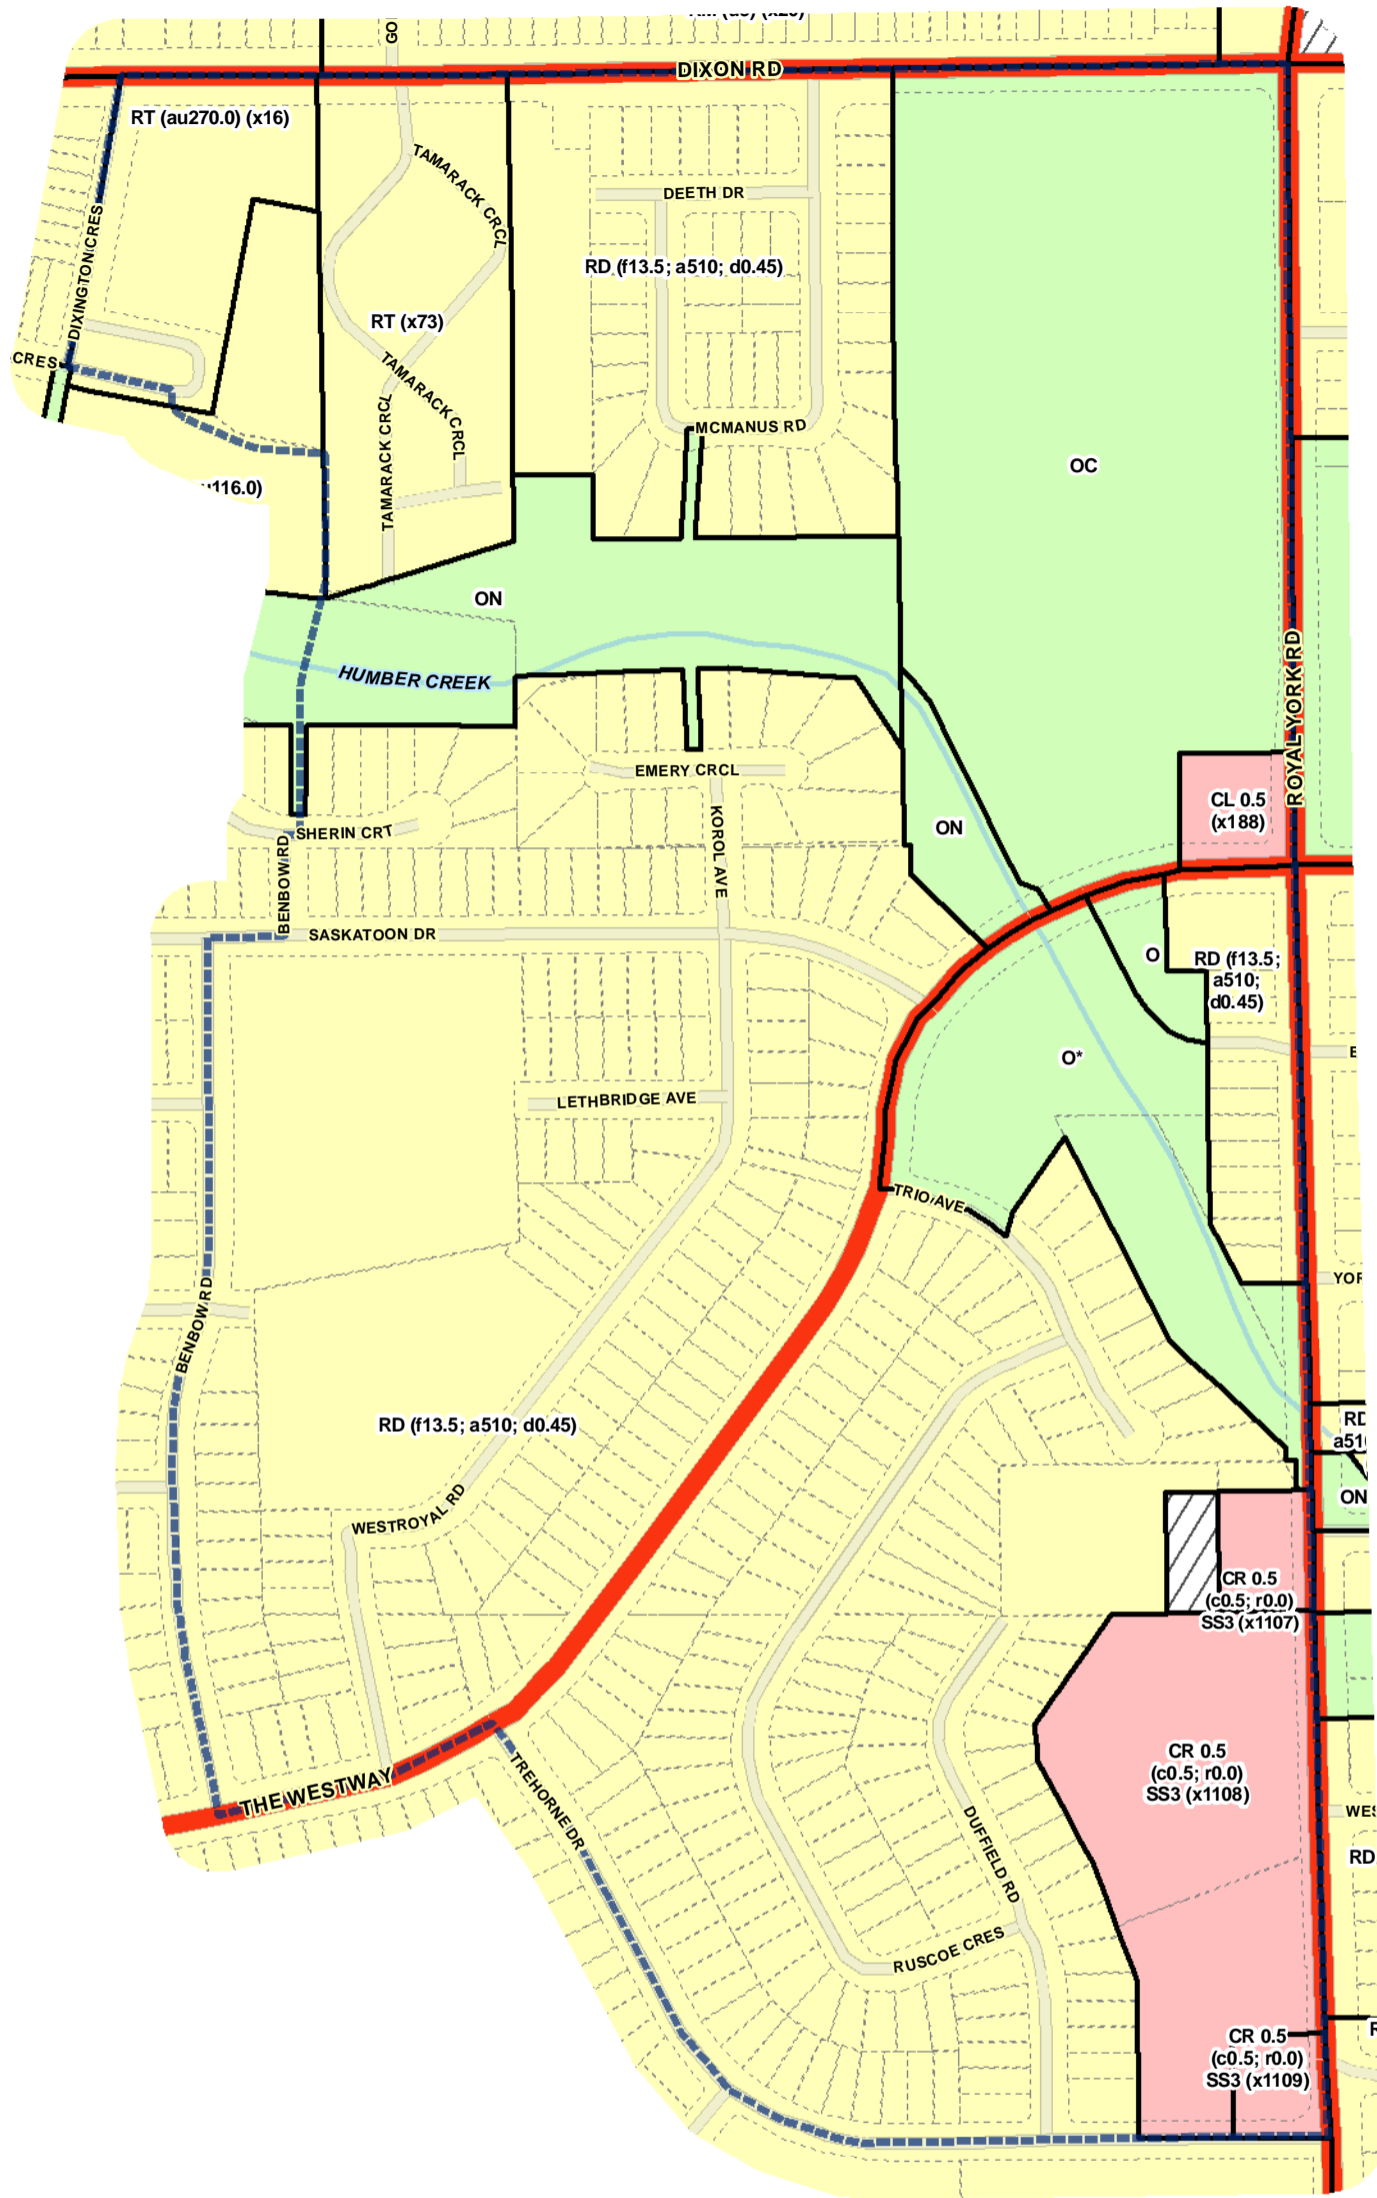 GO
DIXON RD
RT (au270.0) (x16)
TAMARACK CRCL
DEETH DR
DIXINGTON CRES
RD (f13.5; a510; d0.45)
RT (x73)
CRES
TAMARACK CRCL
TAMARACK CRCL
MCMANUS RD
OC
116.0)
ON
HUMBER CREEK
ROYAL YORK RD
EMERY CRCL
CL 0.5
(x188)
KOROL AVE
ON
SHERIN CRT
BENBOW RD
SASKATOON DR
O
RD (f13.5;
a510;
d0.45)
E
O*
LETHBRIDGE AVE
TRIO AVE
YOR
BENBOW RD
RD
a510
RD (f13.5; a510; d0.45)
ON
WESTROYAL RD
CR 0.5
(c0.5; r0.0)
SS3 (x1107)
CR 0.5
(c0.5; r0.0)
SS3 (x1108)
THE WESTWAY
TREHORNE DR
DUFFIELD RD
WES
RD
RUSCOE CRES
CR 0.5
(c0.5; r0.0)
SS3 (x1109)
R